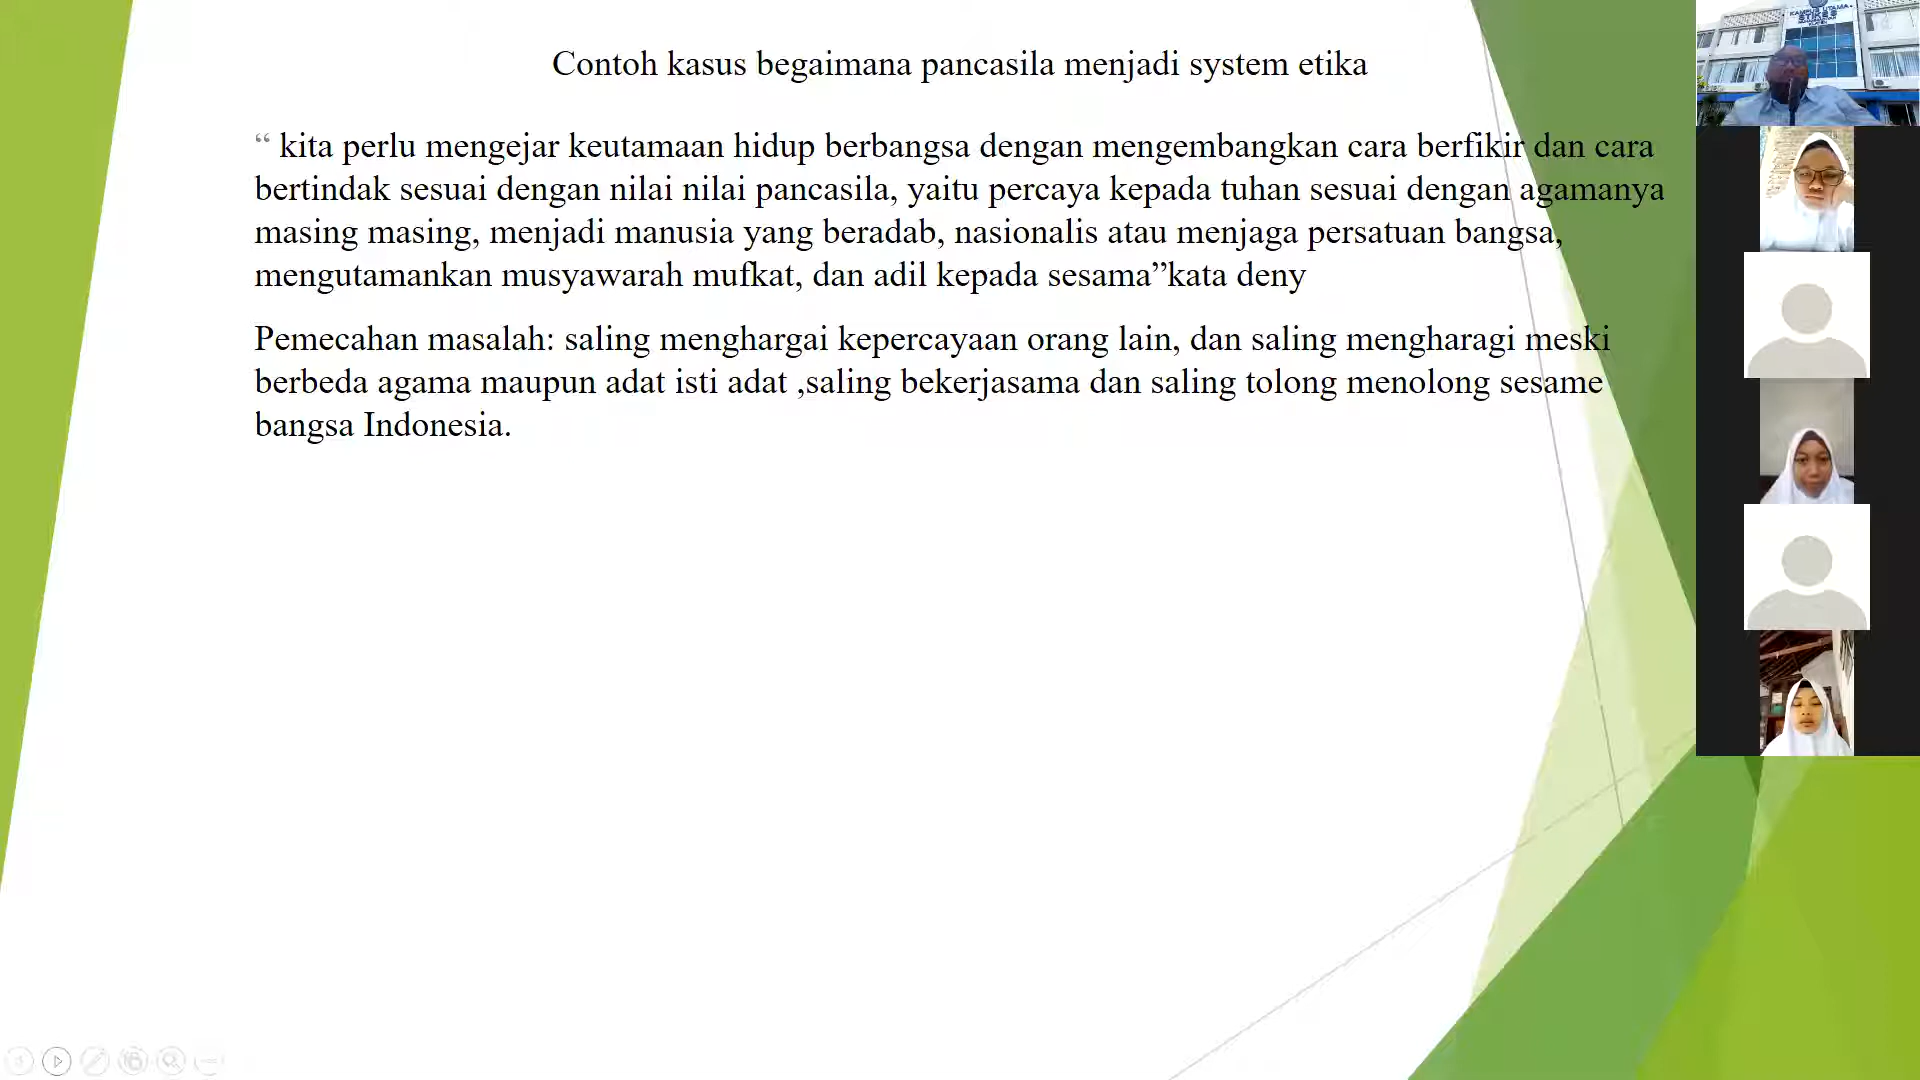 Contoh kasus begaimana pancasila menjadi system etika
“ kita perlu mengejar keutamaan hidup berbangsa dengan mengembangkan cara berfikir dan cara
bertindak sesuai dengan nilai nilai pancasila, yaitu percaya kepada tuhan sesuai dengan agamanya
masing masing, menjadi manusia yang beradab, nasionalis atau menjaga persatuan bangsa,
mengutamankan musyawarah mufkat, dan adil kepada sesama”kata deny
Pemecahan masalah: saling menghargai kepercayaan orang lain, dan saling mengharagi meski
berbeda agama maupun adat isti adat ,saling bekerjasama dan saling tolong menolong sesame
bangsa Indonesia.
KAMPUS UTAMA
STIKES